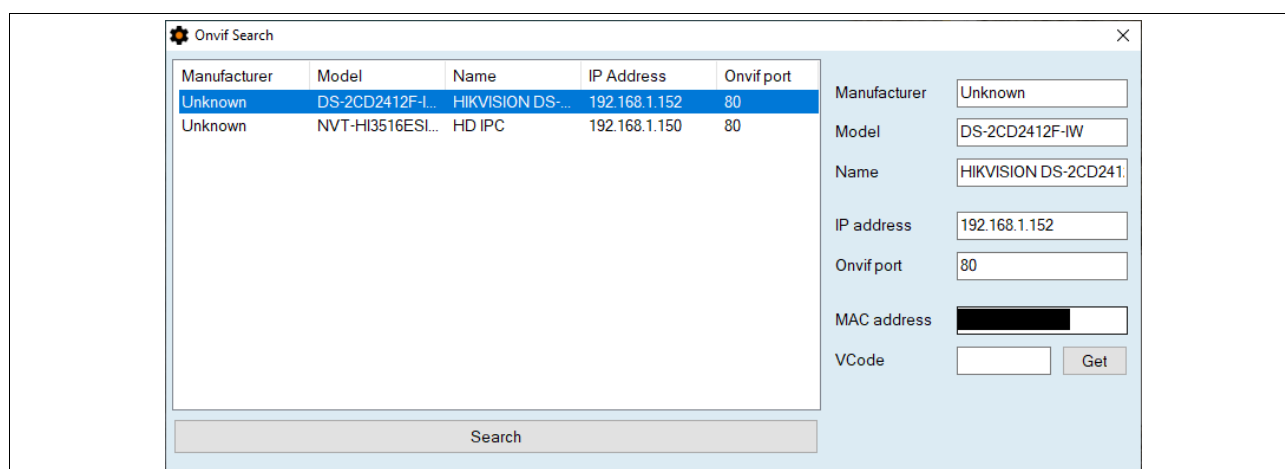 Onvif Search
Manufacturer Model Name IP Address Onvif port
Unknown DS-2CD2412F-I... HIKVISION DS-... 192.168.1.152 80
Unknown NVT-HI3516ESI... HD IPC 192.168.1.150 80
Manufacturer Unknown
Model DS-2CD2412F-IW
Name HIKVISION DS-2CD241
IP address 192.168.1.152
Onvif port 80
MAC address
VCode Get
Search